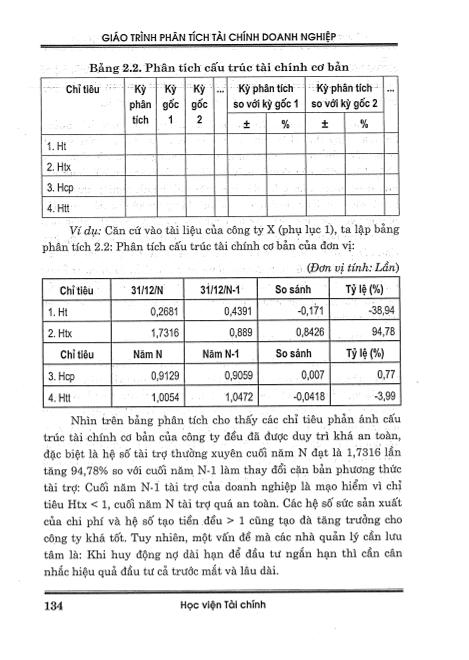 GIÁO TRÌNH PHÂN TÍCH TÀI CHÍNH DOANH NGHIỆP
Bảng 2.2. Phân tích cấu trúc tài chính cơ bản
Chỉ tiêu Kỳ phân tích Kỳ gốc 1 Kỳ gốc 2 ... Kỳ phân tích so với kỳ gốc 1 Kỳ phân tích so với kỳ gốc 2 ...
± % ± %
1. Ht
2. Htx
3. Hcp
4. Htt
Ví dụ: Căn cứ vào tài liệu của công ty X (phụ lục 1), ta lập bảng
phân tích 2.2: Phân tích cấu trúc tài chính cơ bản của đơn vị:
(Đơn vị tính: Lần)
Chỉ tiêu 31/12/N 31/12/N-1 So sánh Tỷ lệ (%)
1. Ht 0,2681 0,4391 -0,171 -38,94
2. Htx 1,7316 0,889 0,8426 94,78
Chỉ tiêu Năm N Năm N-1 So sánh Tỷ lệ (%)
3. Hcp 0,9129 0,9059 0,007 0,77
4. Htt 1,0054 1,0472 -0,0418 -3,99
Nhìn trên bảng phân tích cho thấy các chỉ tiêu phản ánh cấu
trúc tài chính cơ bản của công ty đều đã được duy trì khá an toàn,
đặc biệt là hệ số tài trợ thường xuyên cuối năm N đạt là 1,7316 lần
tăng 94,78% so với cuối năm N-1 làm thay đổi căn bản phương thức
tài trợ: Cuối năm N-1 tài trợ của doanh nghiệp là mạo hiểm vì chỉ
tiêu Htx < 1, cuối năm N tài trợ quá an toàn. Các hệ số sức sản xuất
của chi phí và hệ số tạo tiền đều > 1 cũng tạo đà tăng trưởng cho
công ty khá tốt. Tuy nhiên, một vấn đề mà các nhà quản lý cần lưu
tâm là: Khi huy động nợ dài hạn để đầu tư ngắn hạn thì cần cân
nhắc hiệu quả đầu tư cả trước mắt và lâu dài.
134 Học viện Tài chính